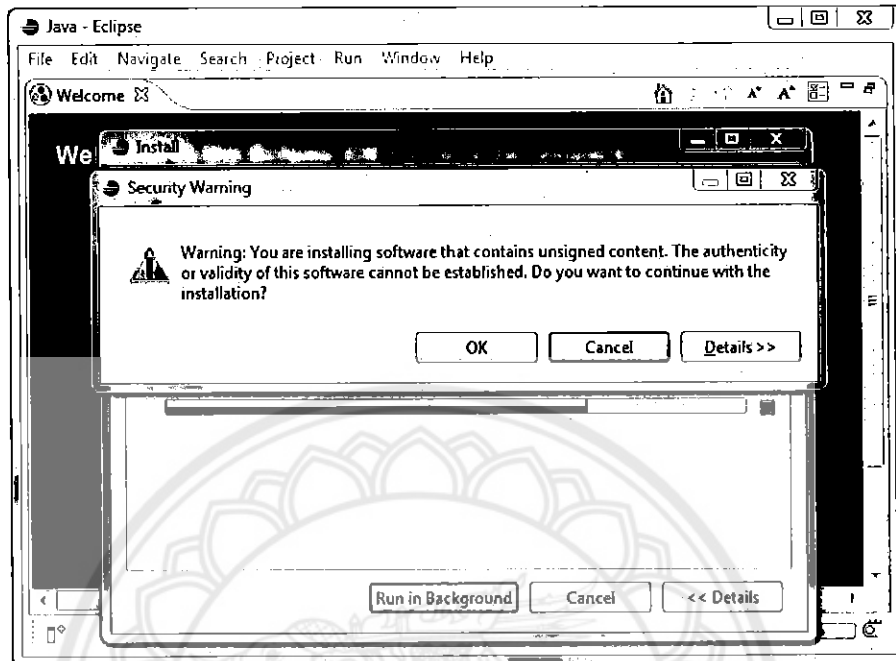 Java - Eclipse
File Edit Navigate Search Project Run Window Help
Welcome
We
Install
Security Warning
Warning: You are installing software that contains unsigned content. The authenticity
or validity of this software cannot be established. Do you want to continue with the
installation?
OK Cancel Details >>
Run in Background Cancel << Details